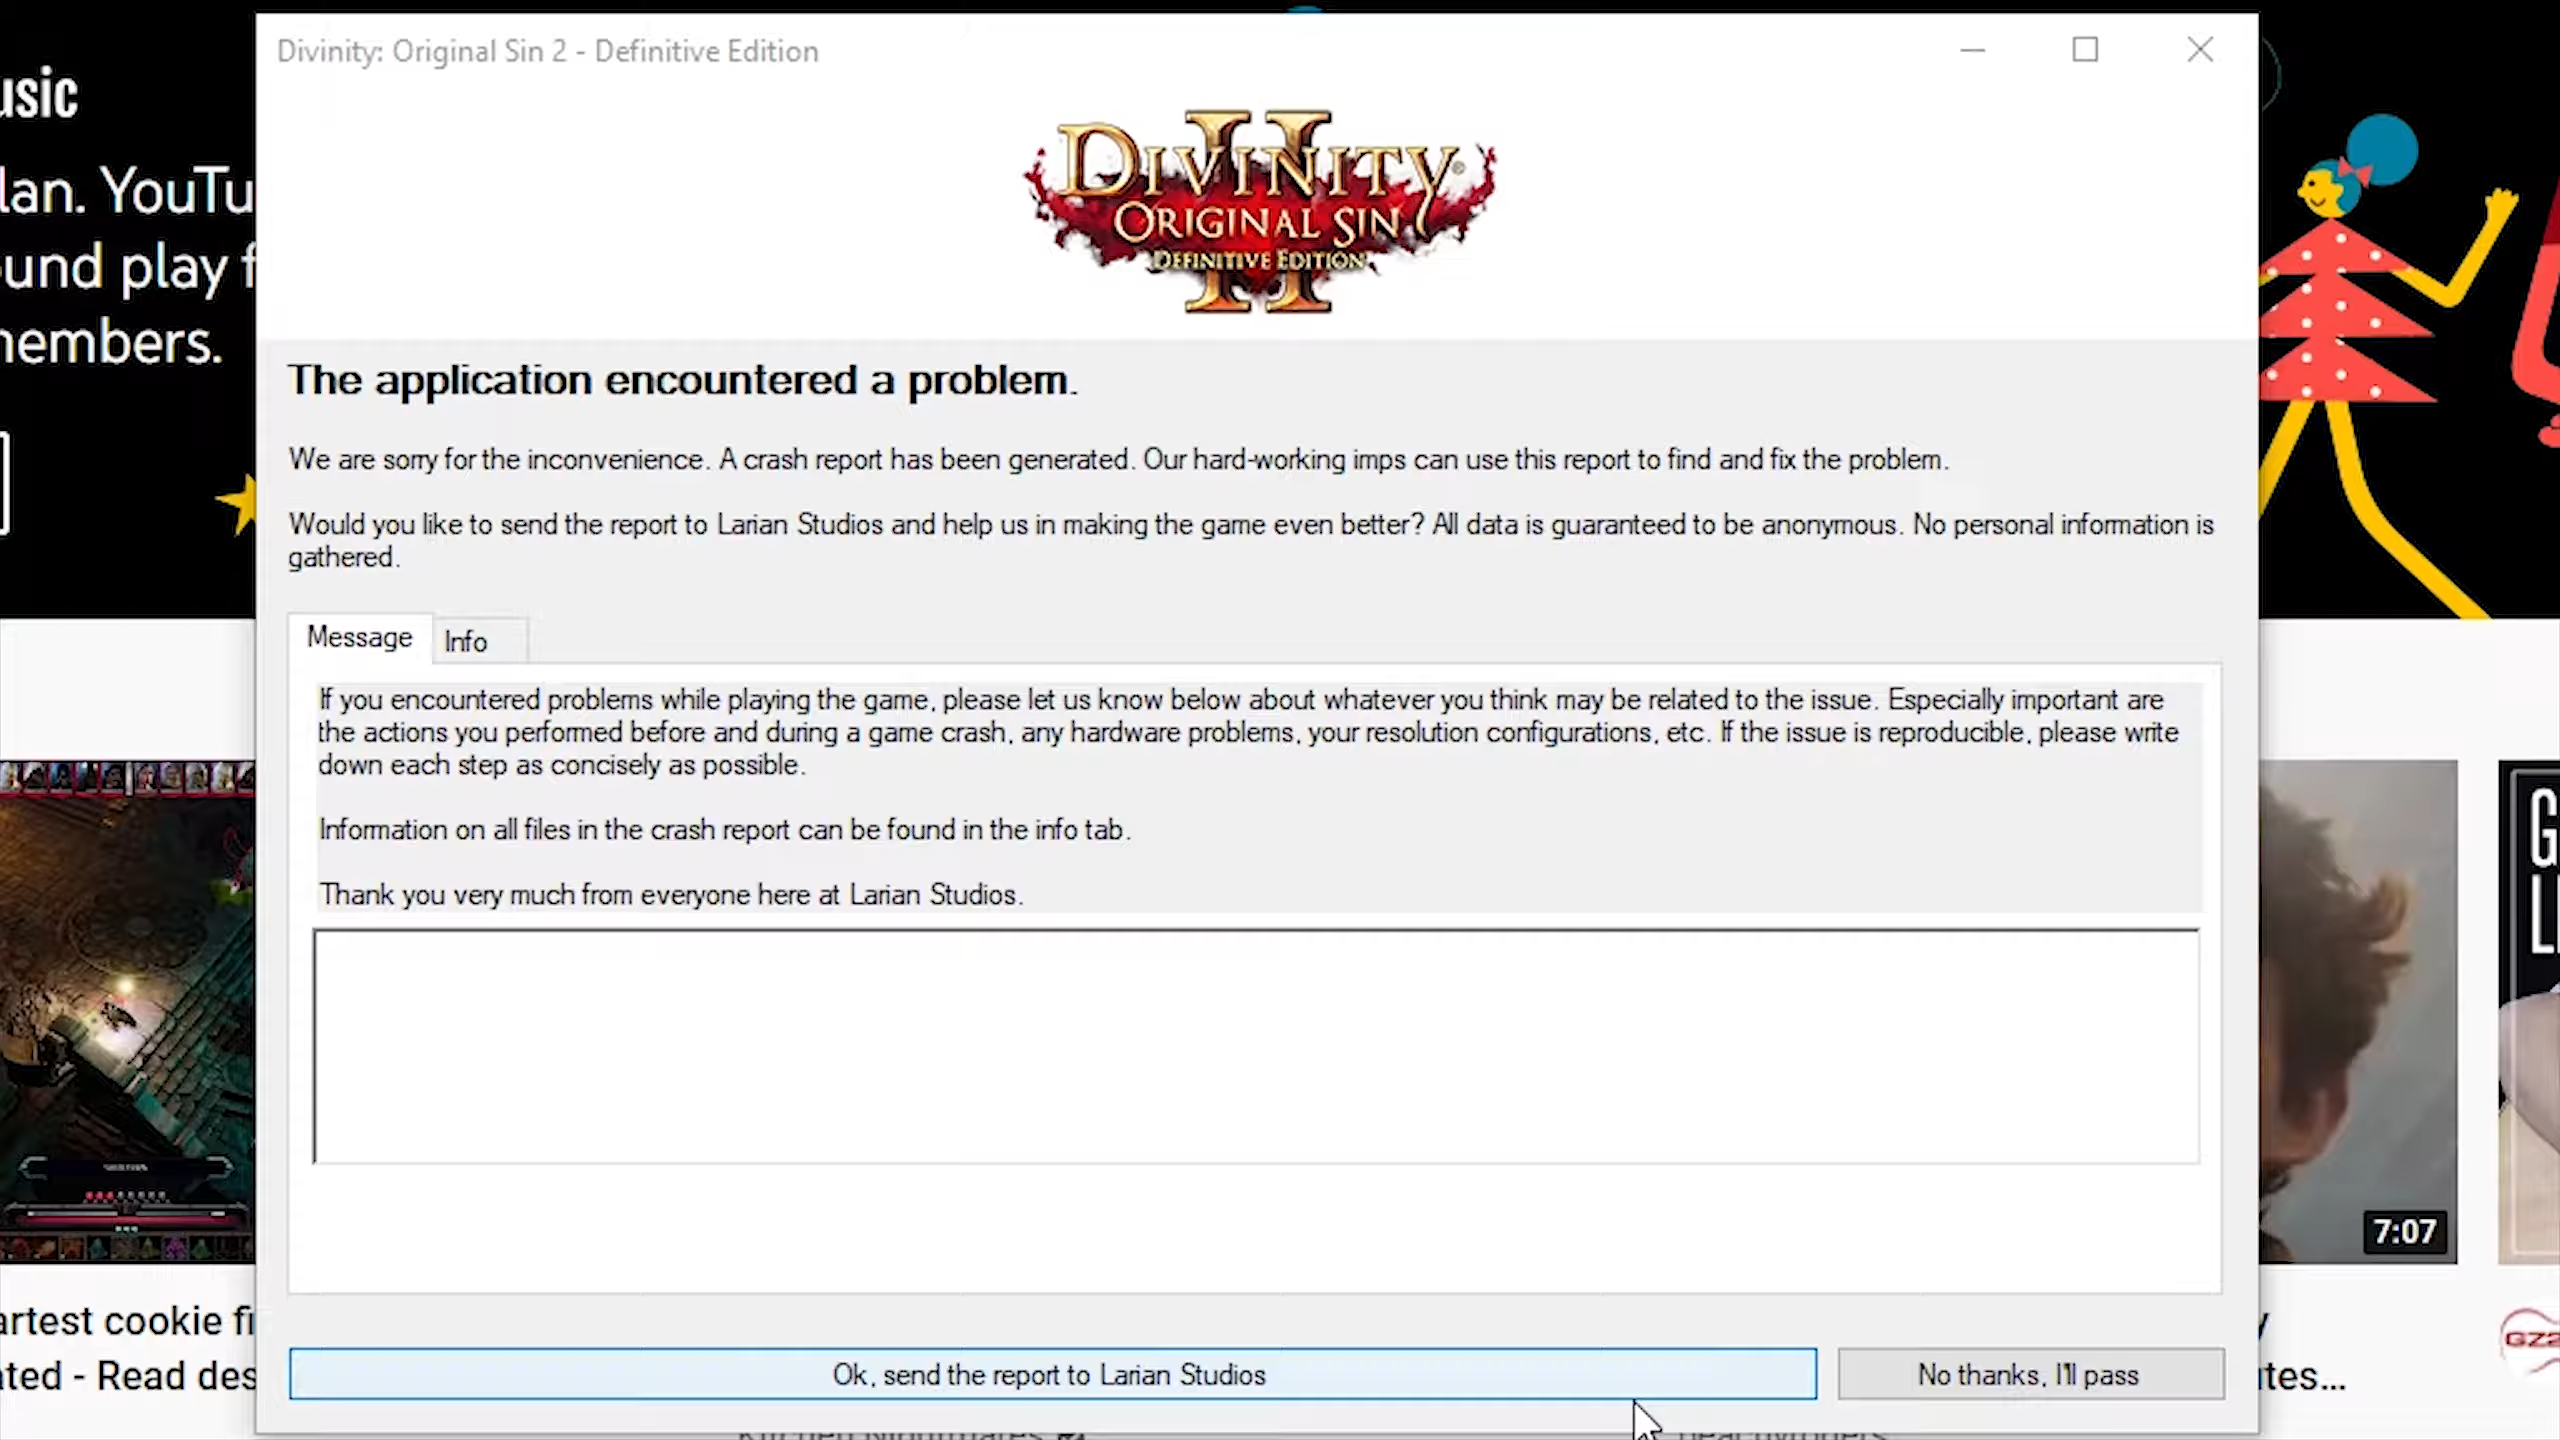 Divinity: Original Sin 2 - Definitive Edition
usic
lan. YouTu
und play f
members.
DIVINITY
II
ORIGINAL SIN
DEFINITIVE EDITION
The application encountered a problem.
We are sorry for the inconvenience. A crash report has been generated. Our hard-working imps can use this report to find and fix the problem.
Would you like to send the report to Larian Studios and help us in making the game even better? All data is guaranteed to be anonymous. No personal information is
gathered.
Message
Info
If you encountered problems while playing the game, please let us know below about whatever you think may be related to the issue. Especially important are
the actions you performed before and during a game crash, any hardware problems, your resolution configurations, etc. If the issue is reproducible, please write
down each step as concisely as possible.
Information on all files in the crash report can be found in the info tab.
Thank you very much from everyone here at Larian Studios.
7:07
artest cookie fi
ated - Read des
Ok, send the report to Larian Studios
No thanks, I'll pass
tes...